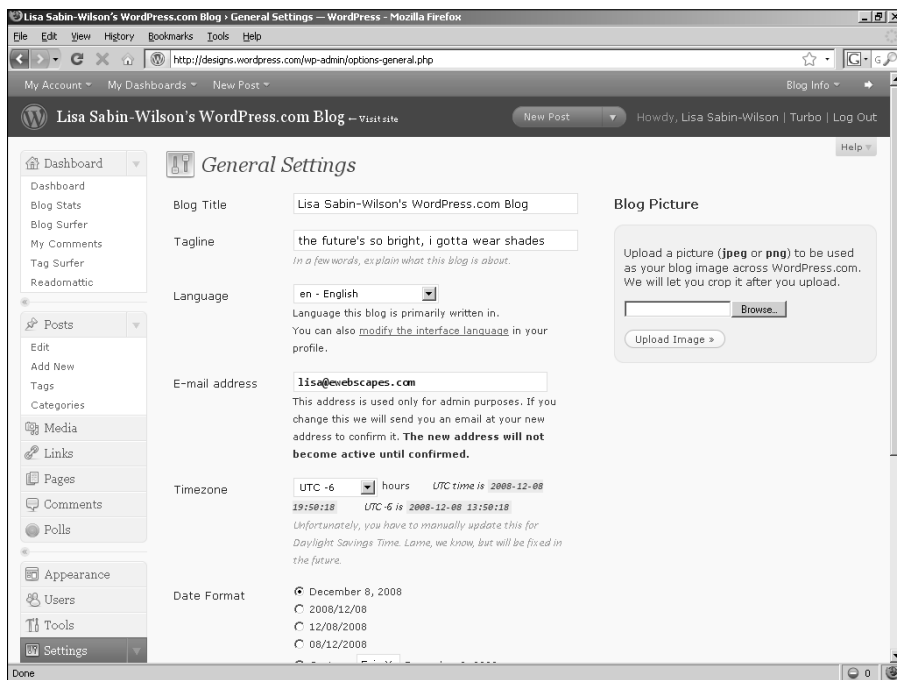 Lisa Sabin-Wilson's WordPress.com Blog › General Settings — WordPress - Mozilla Firefox
File Edit View History Bookmarks Tools Help
http://designs.wordpress.com/wp-admin/options-general.php
My Account My Dashboards New Post Blog Info
Lisa Sabin-Wilson's WordPress.com Blog ← Visit site New Post Howdy, Lisa Sabin-Wilson | Turbo | Log Out
Help
Dashboard
Dashboard
Blog Stats
Blog Surfer
My Comments
Tag Surfer
Readomattic
Posts
Edit
Add New
Tags
Categories
Media
Links
Pages
Comments
Polls
Appearance
Users
Tools
Settings
General Settings
Blog Title Lisa Sabin-Wilson's WordPress.com Blog
Tagline the future's so bright, i gotta wear shades
In a few words, explain what this blog is about.
Language en - English
Language this blog is primarily written in.
You can also modify the interface language in your
profile.
E-mail address lisa@ewebscapes.com
This address is used only for admin purposes. If you
change this we will send you an email at your new
address to confirm it. The new address will not
become active until confirmed.
Timezone UTC -6 hours UTC time is 2008-12-08
19:50:18 UTC -6 is 2008-12-08 13:50:18
Unfortunately, you have to manually update this for
Daylight Savings Time. Lame, we know, but will be fixed in
the future.
Date Format December 8, 2008
2008/12/08
12/08/2008
08/12/2008
Blog Picture
Upload a picture (jpeg or png) to be used
as your blog image across WordPress.com.
We will let you crop it after you upload.
Browse...
Upload Image »
Done 0